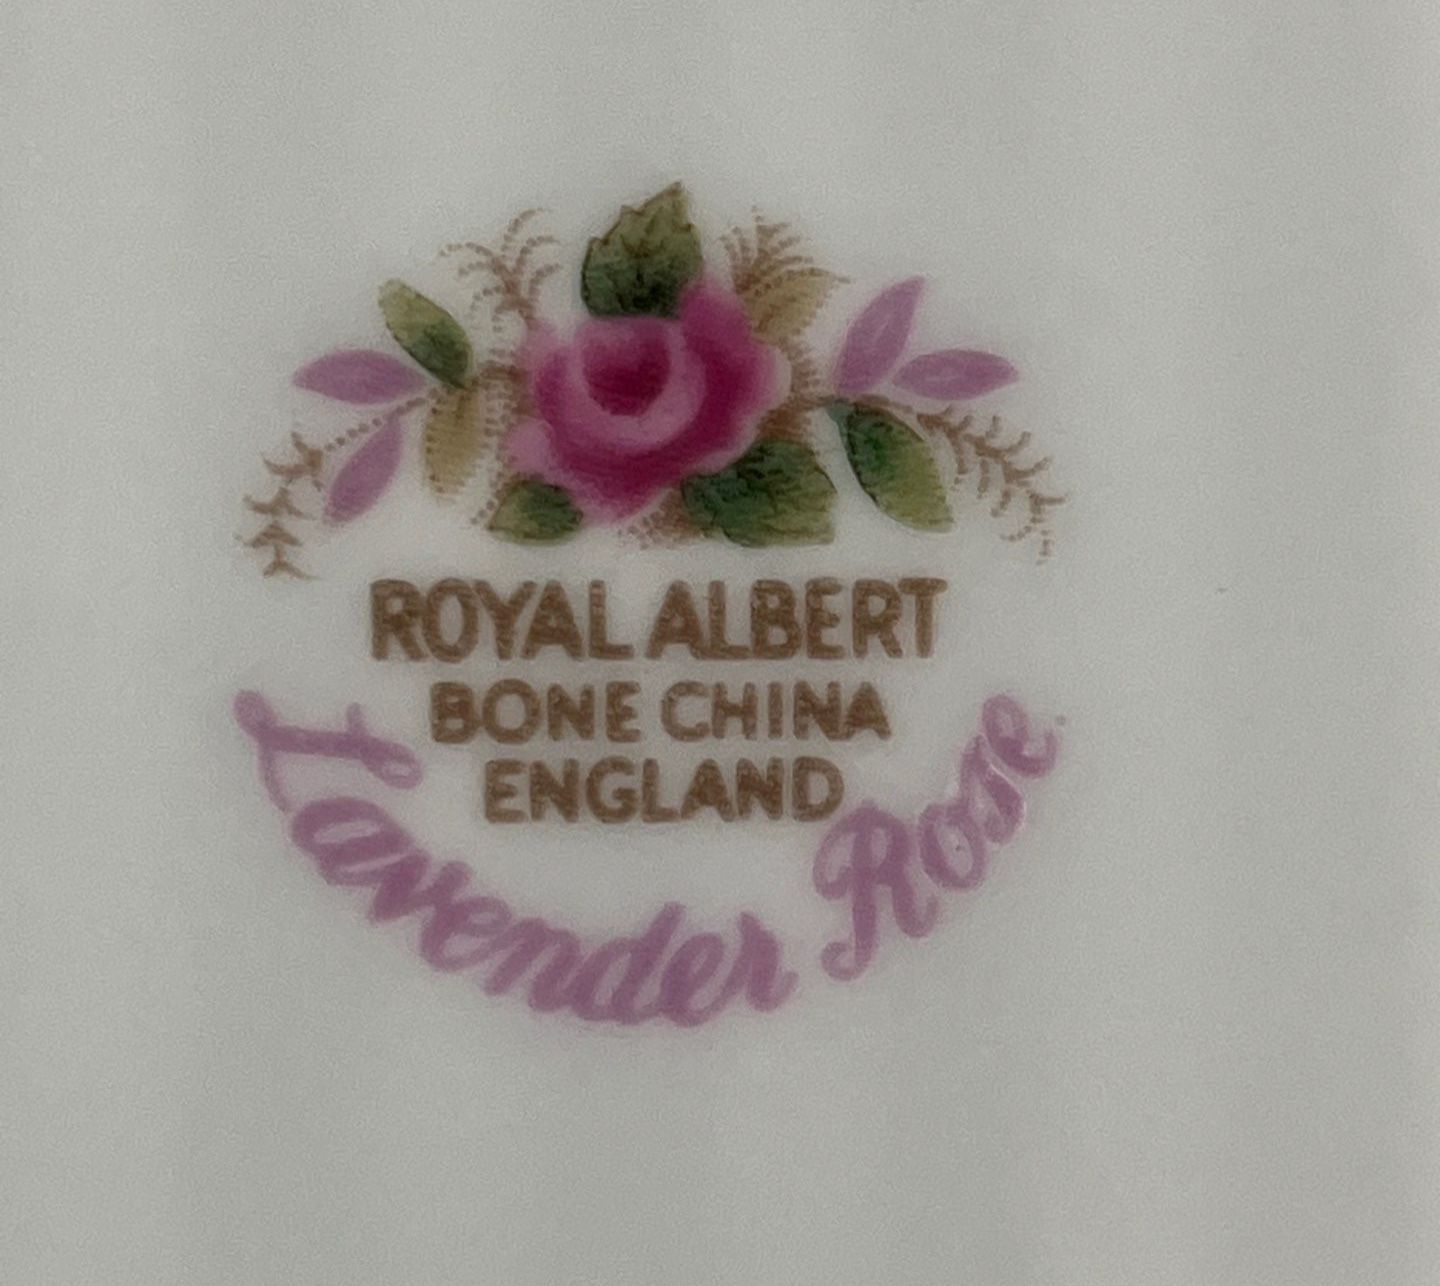 ROYAL ALBERT
BONE CHINA
ENGLAND
Lavender Rose